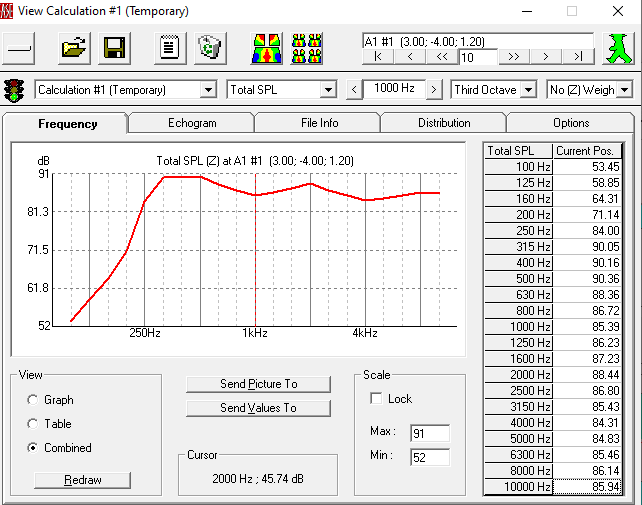 View Calculation #1 (Temporary)
A1 #1 (3.00; -4.00; 1.20)
10
Calculation #1 (Temporary)
Total SPL
1000 Hz
Third Octave
No (Z) Weigh
Frequency
Echogram
File Info
Distribution
Options
dB
Total SPL (Z) at A1 #1 (3.00; -4.00; 1.20)
91
81.3
71.5
61.8
52
250Hz
1kHz
4kHz
Total SPL Current Pos.
100 Hz 53.45
125 Hz 58.85
160 Hz 64.31
200 Hz 71.14
250 Hz 84.00
315 Hz 90.05
400 Hz 90.16
500 Hz 90.36
630 Hz 88.36
800 Hz 86.72
1000 Hz 85.39
1250 Hz 86.23
1600 Hz 87.23
2000 Hz 88.44
2500 Hz 86.80
3150 Hz 85.43
4000 Hz 84.31
5000 Hz 84.83
6300 Hz 85.46
8000 Hz 86.14
10000 Hz 85.94
View
Graph
Table
Combined
Redraw
Send Picture To
Send Values To
Cursor
2000 Hz ; 45.74 dB
Scale
Lock
Max : 91
Min : 52